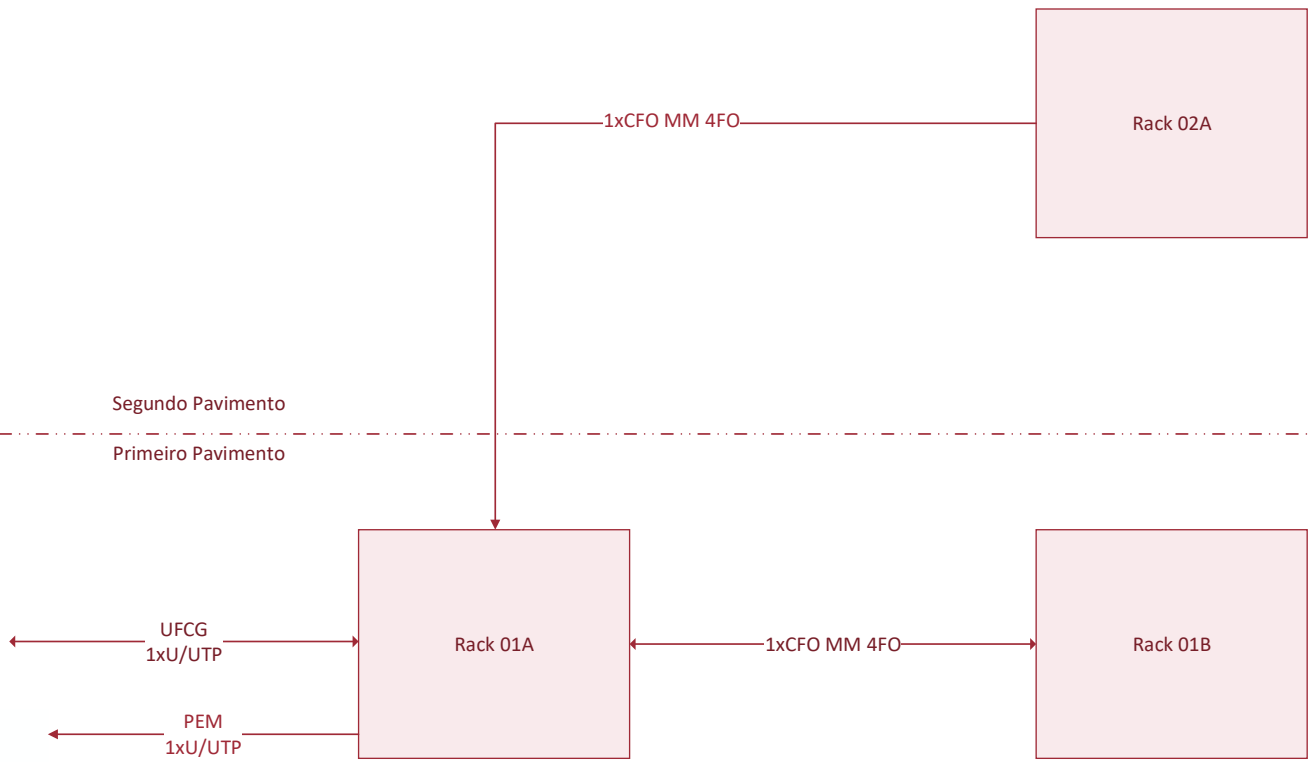 Rack 02A
1xCFO MM 4FO
Segundo Pavimento
Primeiro Pavimento
UFCG
1xU/UTP
Rack 01A
1xCFO MM 4FO
Rack 01B
PEM
1xU/UTP